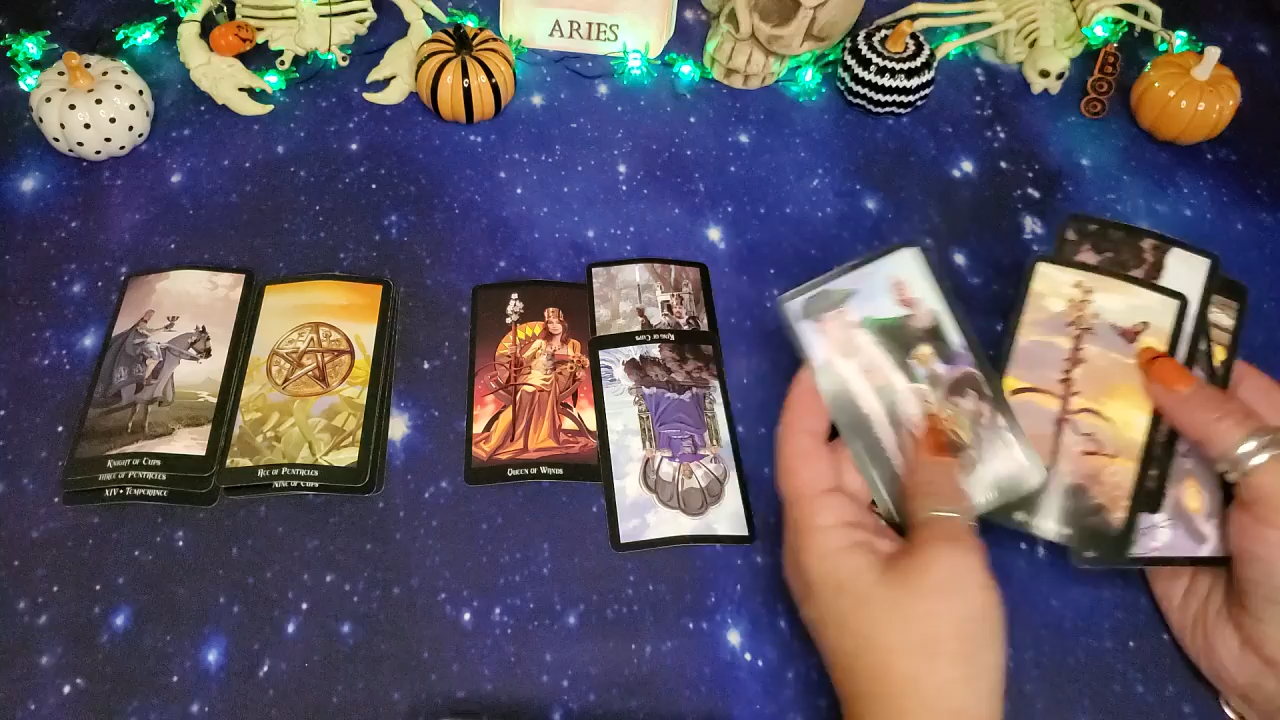 ARIES
BOO
KNIGHT OF CUPS
THREE OF PENTACLES
XIV • TEMPERANCE
ACE OF PENTACLES
NINE OF CUPS
QUEEN OF WANDS
KING OF CUPS